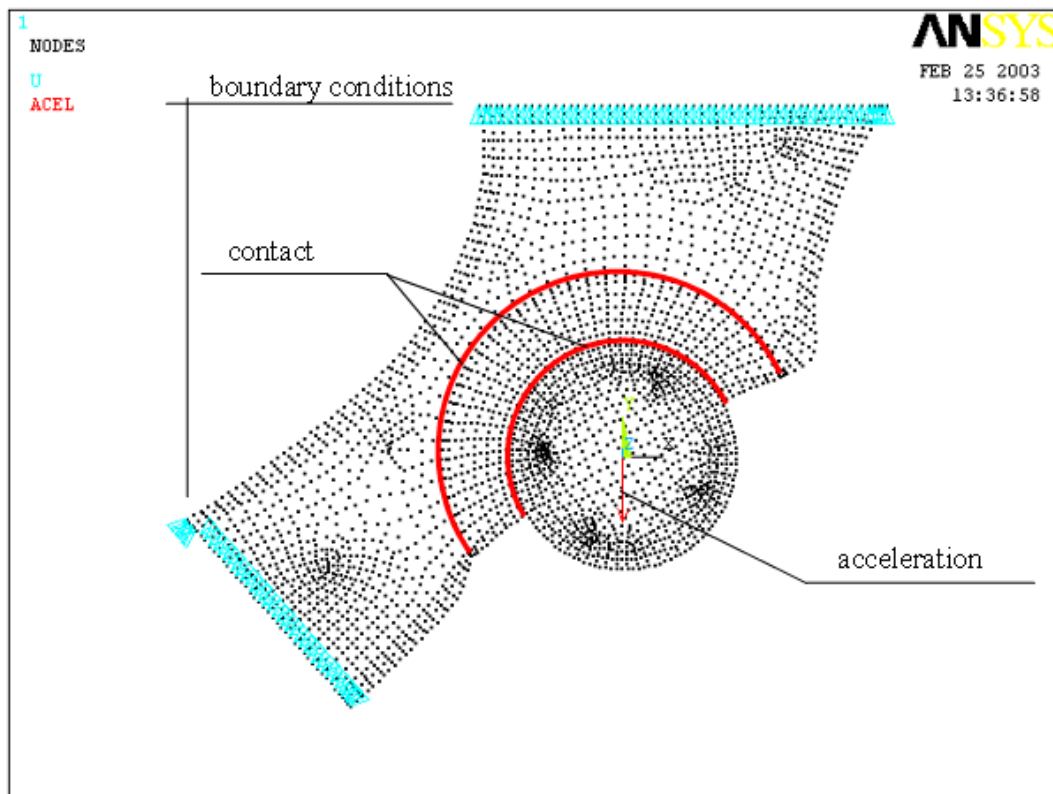 1
NODES
U
ACEL
ANSYS
FEB 25 2003
13:36:58
boundary conditions
contact
Y
Z
X
acceleration